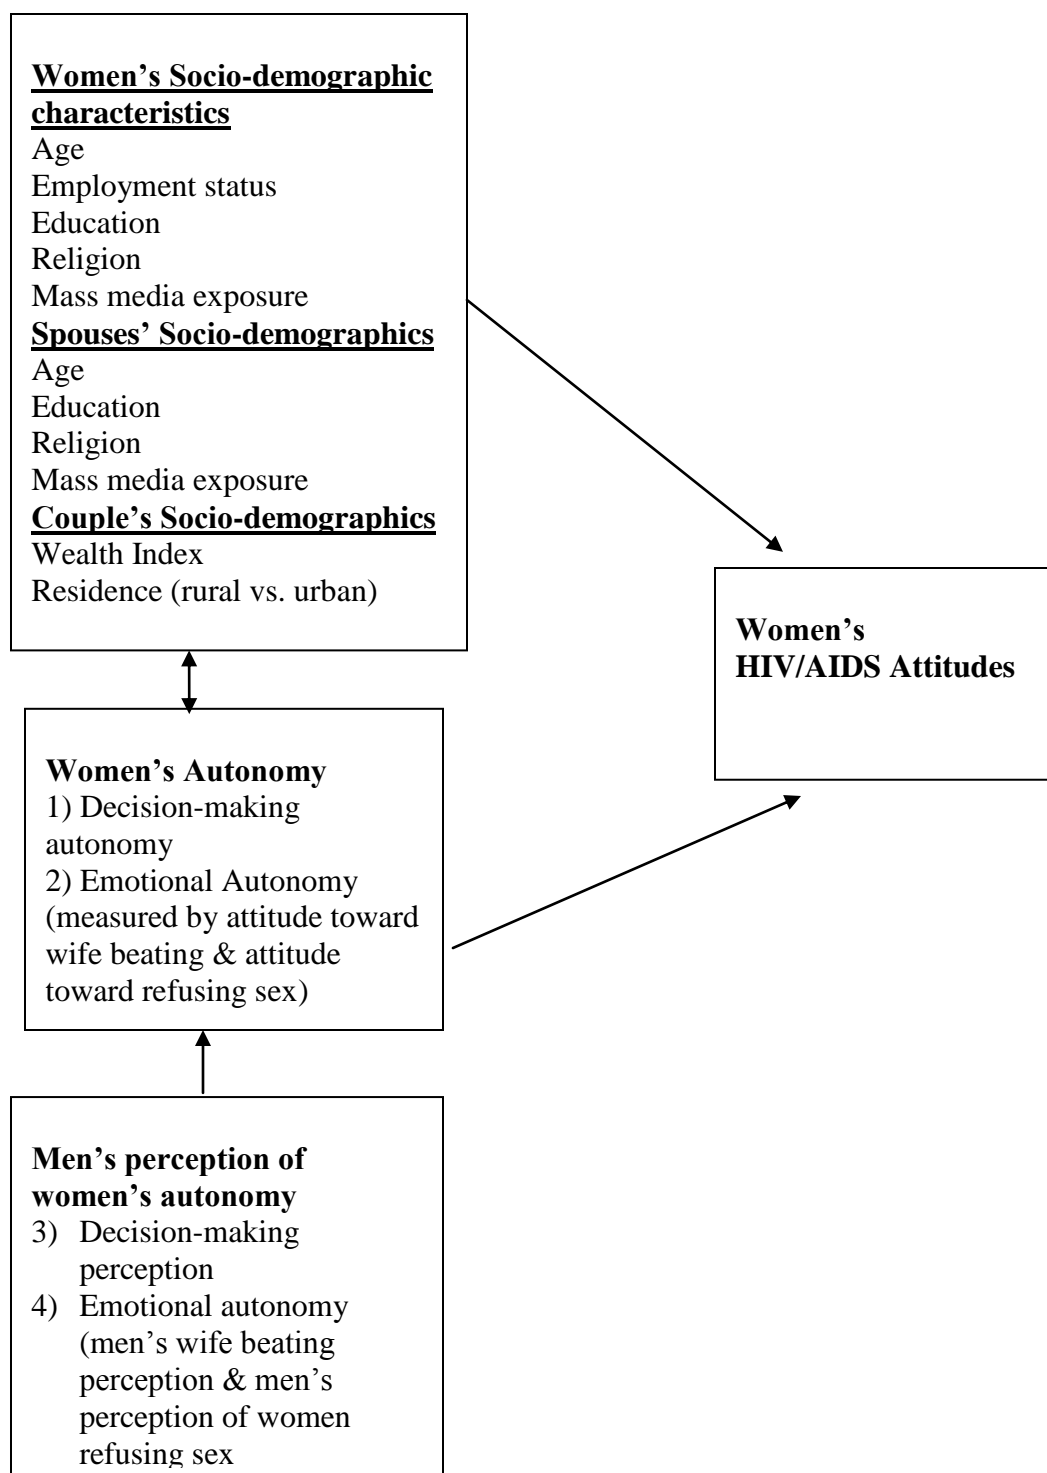 Women’s Socio-demographic
characteristics
Age
Employment status
Education
Religion
Mass media exposure
Spouses’ Socio-demographics
Age
Education
Religion
Mass media exposure
Couple’s Socio-demographics
Wealth Index
Residence (rural vs. urban)
Women’s
HIV/AIDS Attitudes
Women’s Autonomy
1) Decision-making
autonomy
2) Emotional Autonomy
(measured by attitude toward
wife beating & attitude
toward refusing sex)
Men’s perception of
women’s autonomy
3) Decision-making
perception
4) Emotional autonomy
(men’s wife beating
perception & men’s
perception of women
refusing sex